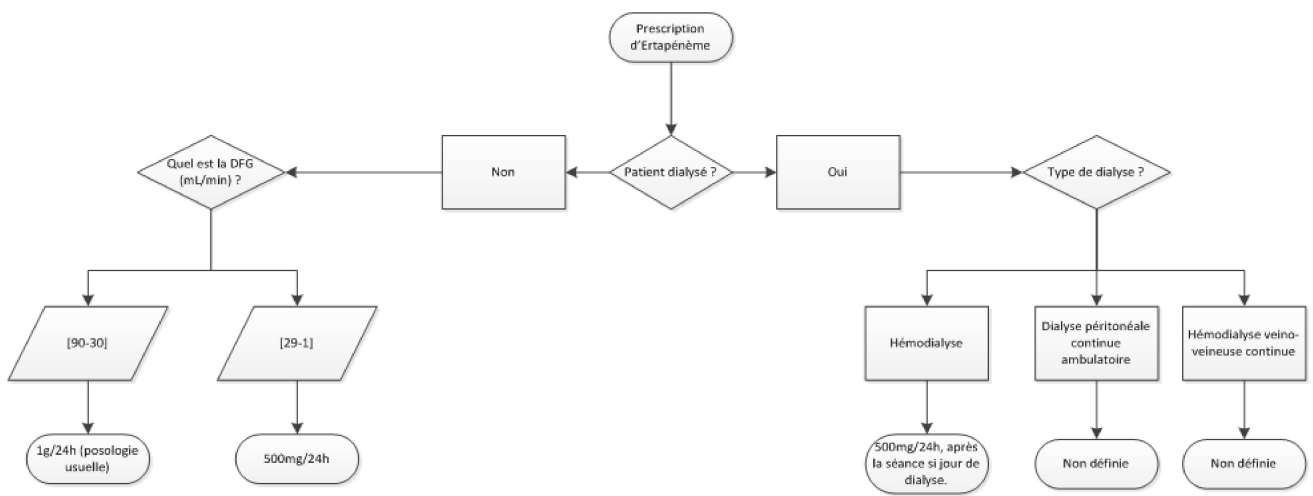 Prescription
d'Ertapénème
Quel est la DFG
(mL/min) ?
Non
Patient dialysé ?
Oui
Type de dialyse ?
[90-30]
[29-1]
Hémodialyse
Dialyse péritonéale
continue
ambulatoire
Hémodialyse veino-
veineuse continue
1g/24h (posologie
usuelle)
500mg/24h
500mg/24h, après
la séance si jour de
dialyse.
Non définie
Non définie